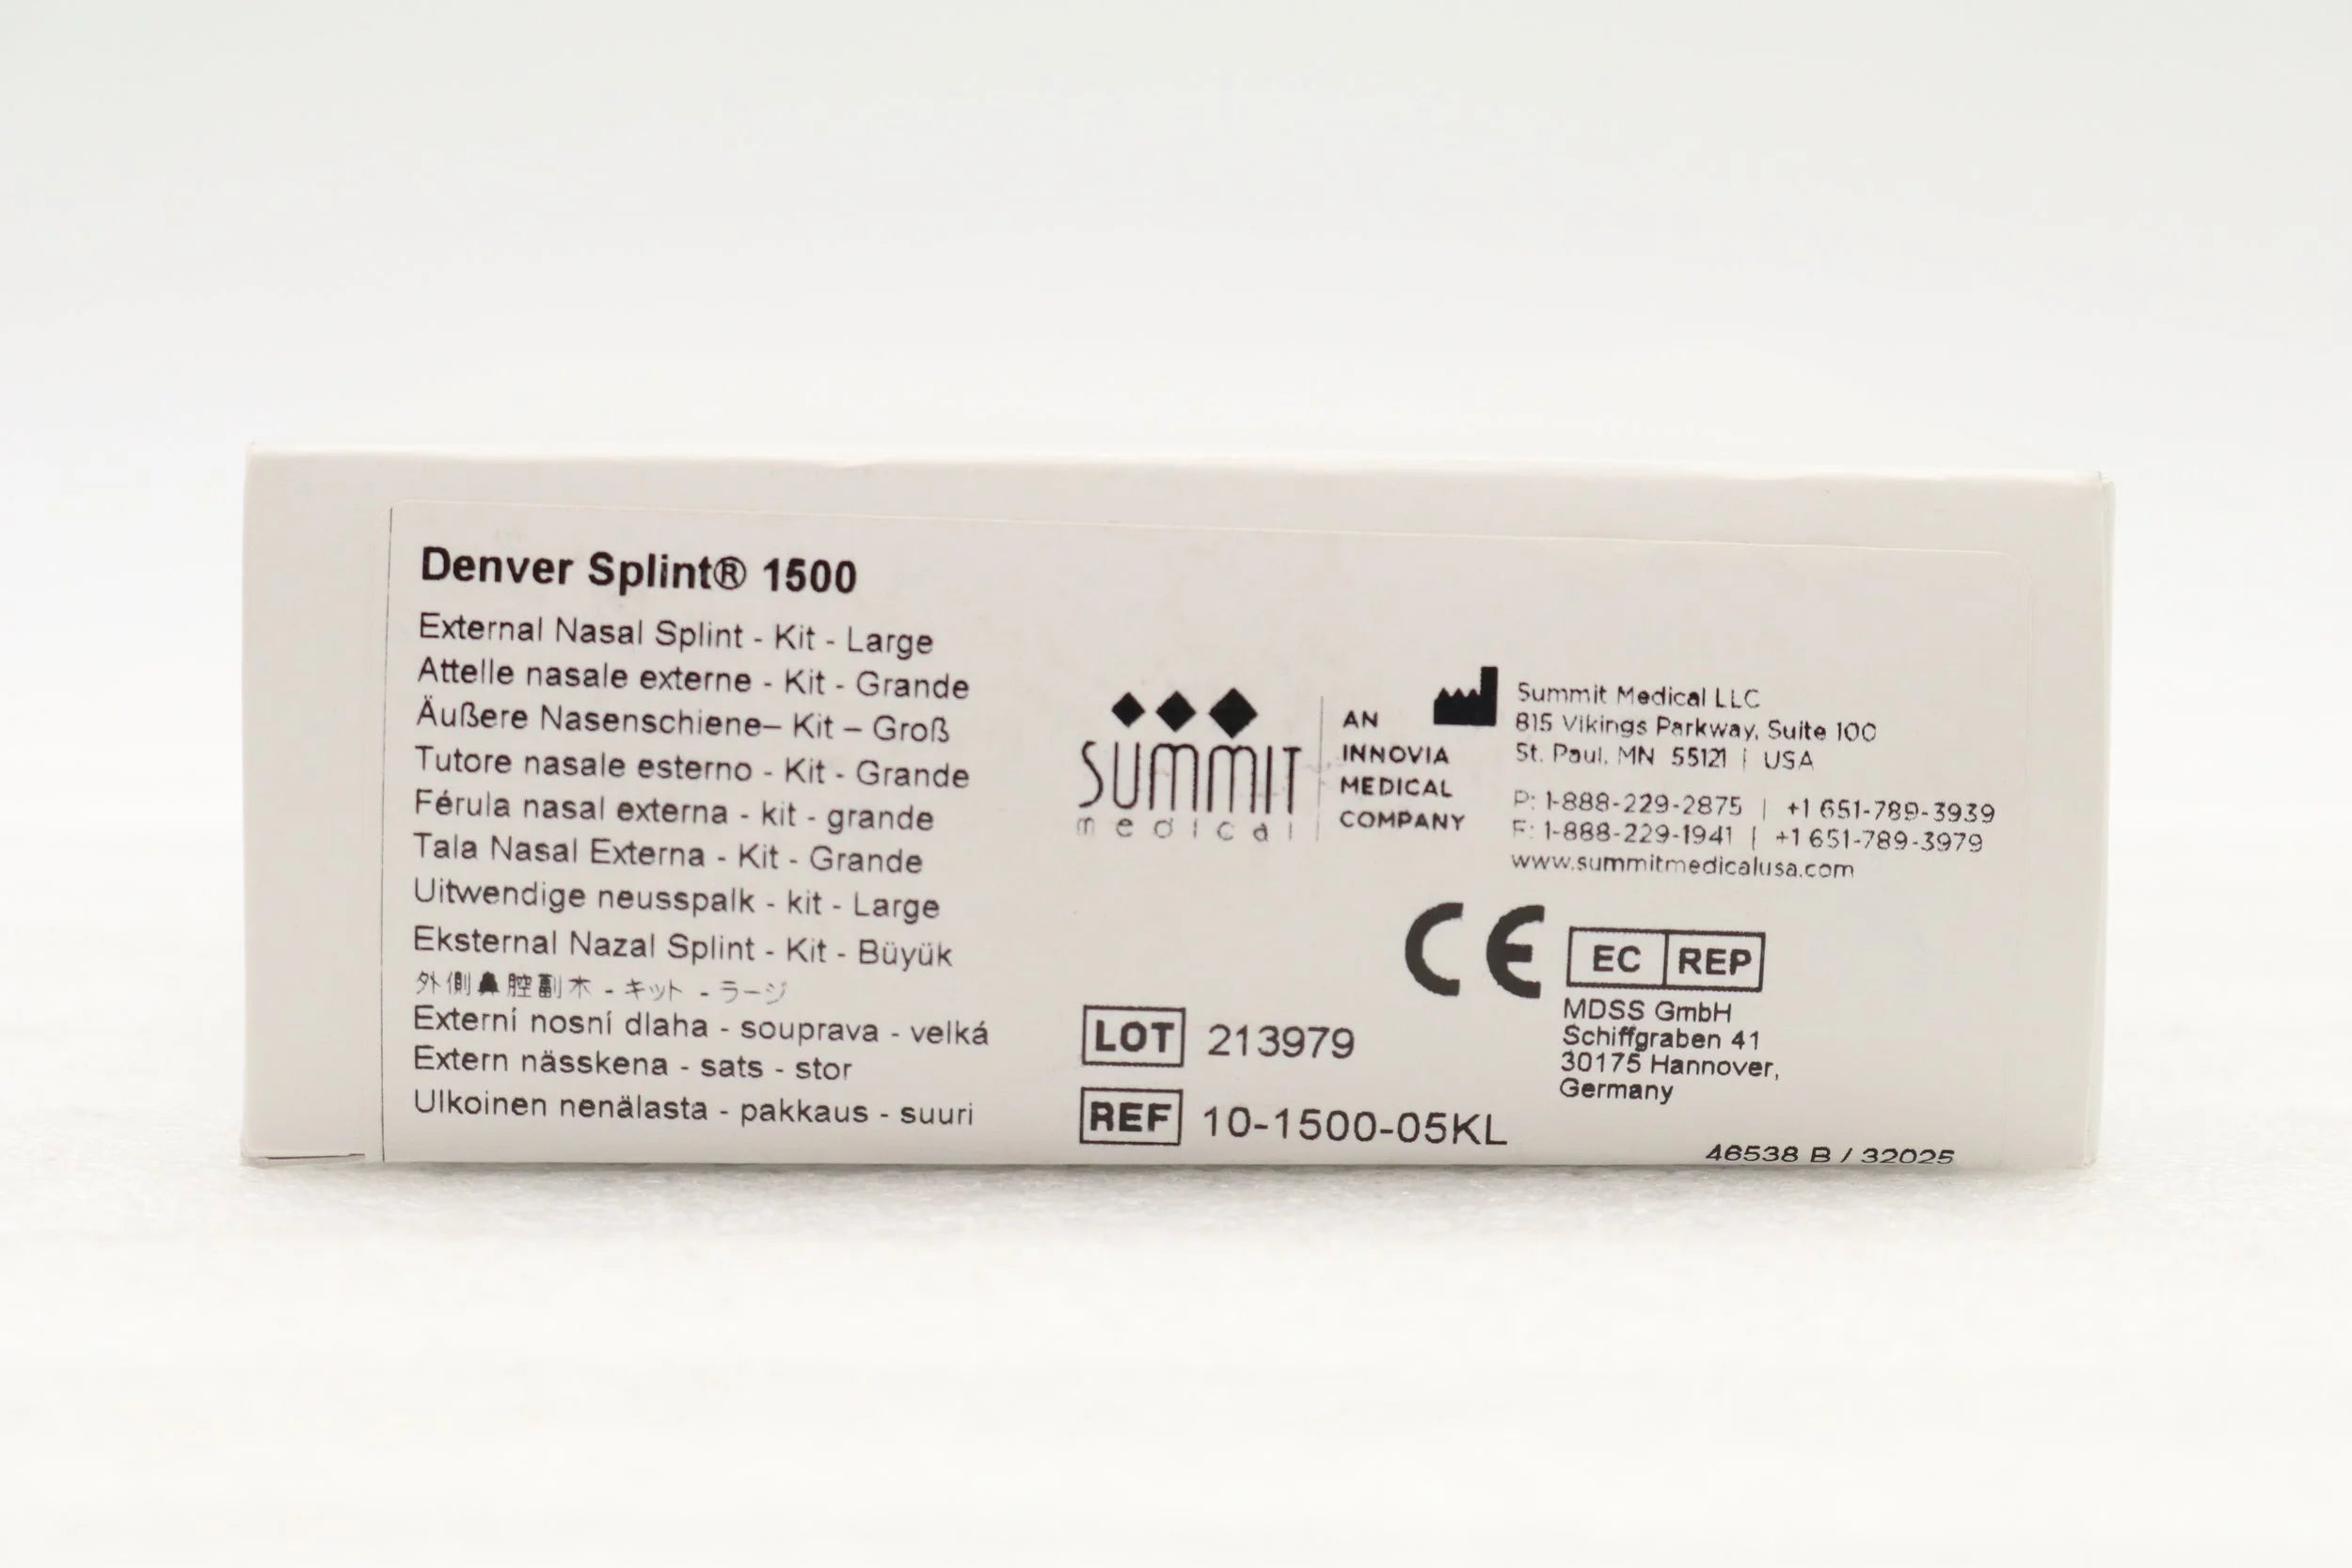 Denver Splint® 1500
External Nasal Splint - Kit - Large
Attelle nasale externe - Kit - Grande
Äußere Nasenschiene– Kit – Groß
Tutore nasale esterno - Kit - Grande
Férula nasal externa - kit - grande
Tala Nasal Externa - Kit - Grande
Uitwendige neusspalk - kit - Large
Eksternal Nazal Splint - Kit - Büyük
外側鼻腔副木 - キット - ラージ
Externí nosní dlaha - souprava - velká
Extern nässkena - sats - stor
Ulkoinen nenälasta - pakkaus - suuri
SUMMIT
medical
AN
INNOVIA
MEDICAL
COMPANY
LOT 213979
REF 10-1500-05KL
Summit Medical LLC
815 Vikings Parkway, Suite 100
St. Paul, MN 55121 | USA
P: 1-888-229-2875 | +1 651-789-3939
F: 1-888-229-1941 | +1 651-789-3979
www.summitmedicalusa.com
CE EC REP
MDSS GmbH
Schiffgraben 41
30175 Hannover,
Germany
46538 B / 32025